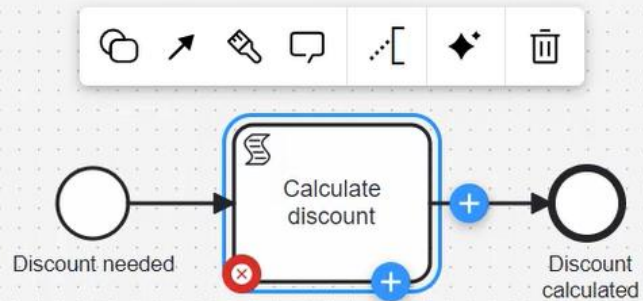 Calculate
discount
Discount needed
Discount
calculated